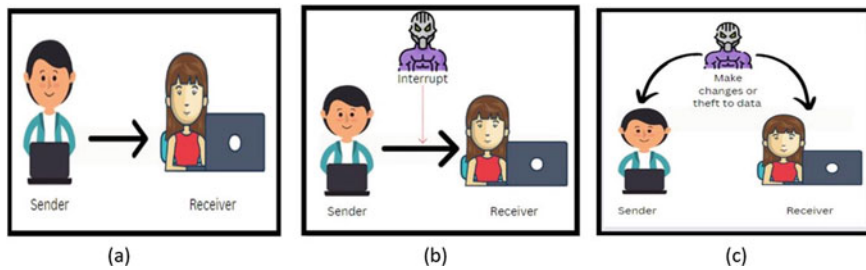 Sender
Receiver
(a)
Interrupt
Sender
Receiver
(b)
Make
changes or
theft to data
Sender
Receiver
(c)